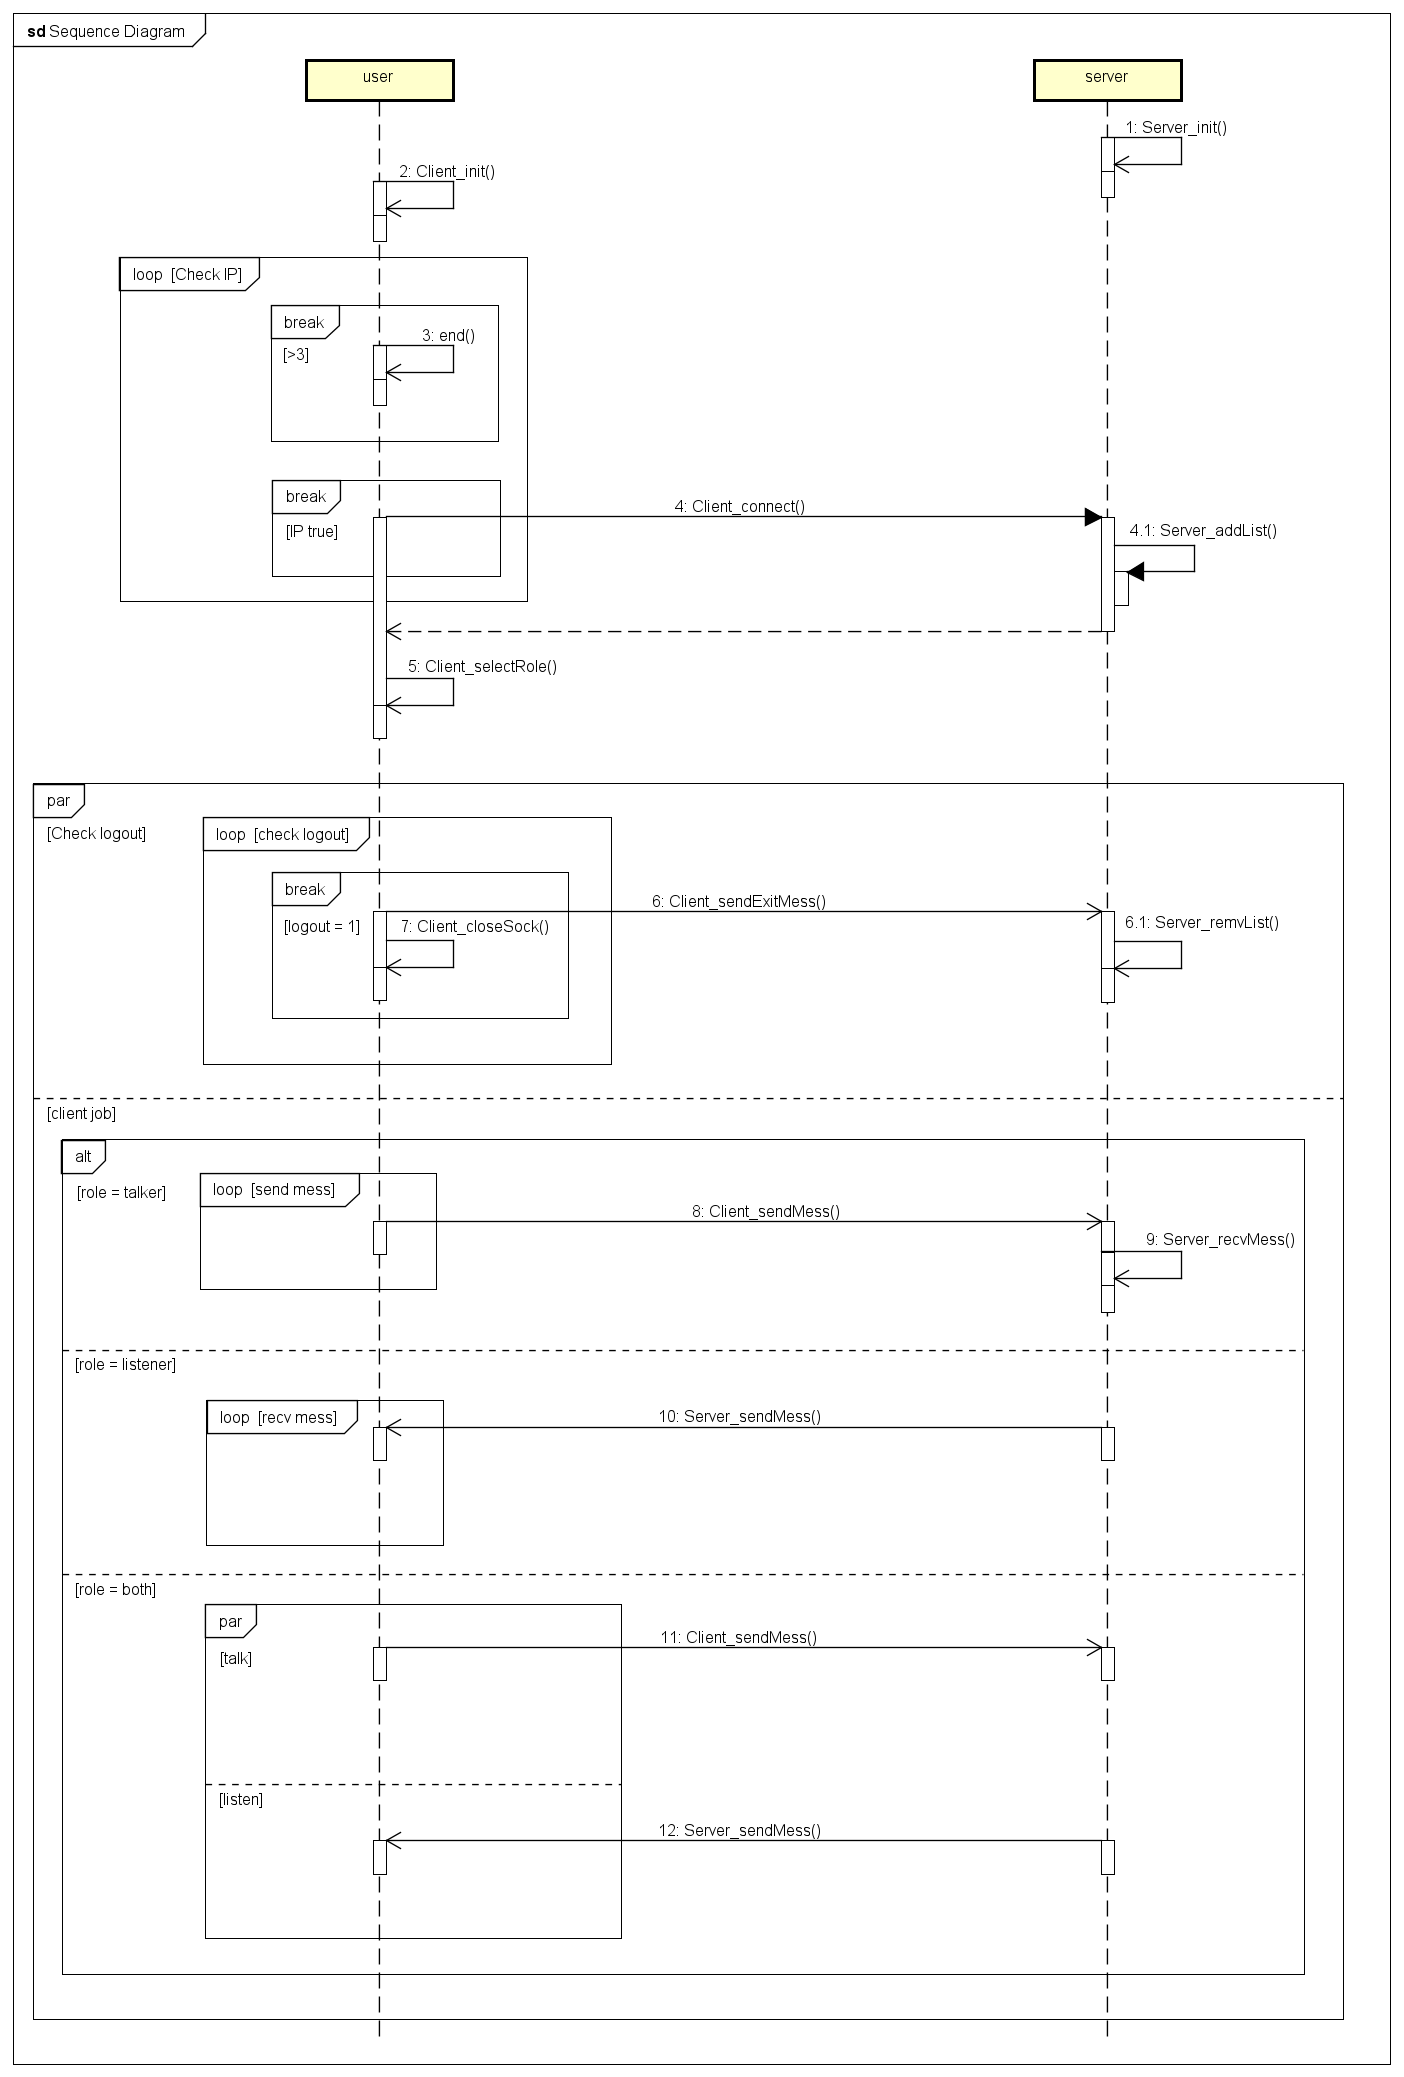 sd Sequence Diagram
user
server
1: Server_init()
2: Client_init()
loop [Check IP]
break
3: end()
[>3]
break
4: Client_connect()
[IP true]
4.1: Server_addList()
5: Client_selectRole()
par
[Check logout]
loop [check logout]
break
6: Client_sendExitMess()
[logout = 1]
7: Client_closeSock()
6.1: Server_remvList()
[client job]
alt
[role = talker]
loop [send mess]
8: Client_sendMess()
9: Server_recvMess()
[role = listener]
loop [recv mess]
10: Server_sendMess()
[role = both]
par
11: Client_sendMess()
[talk]
[listen]
12: Server_sendMess()